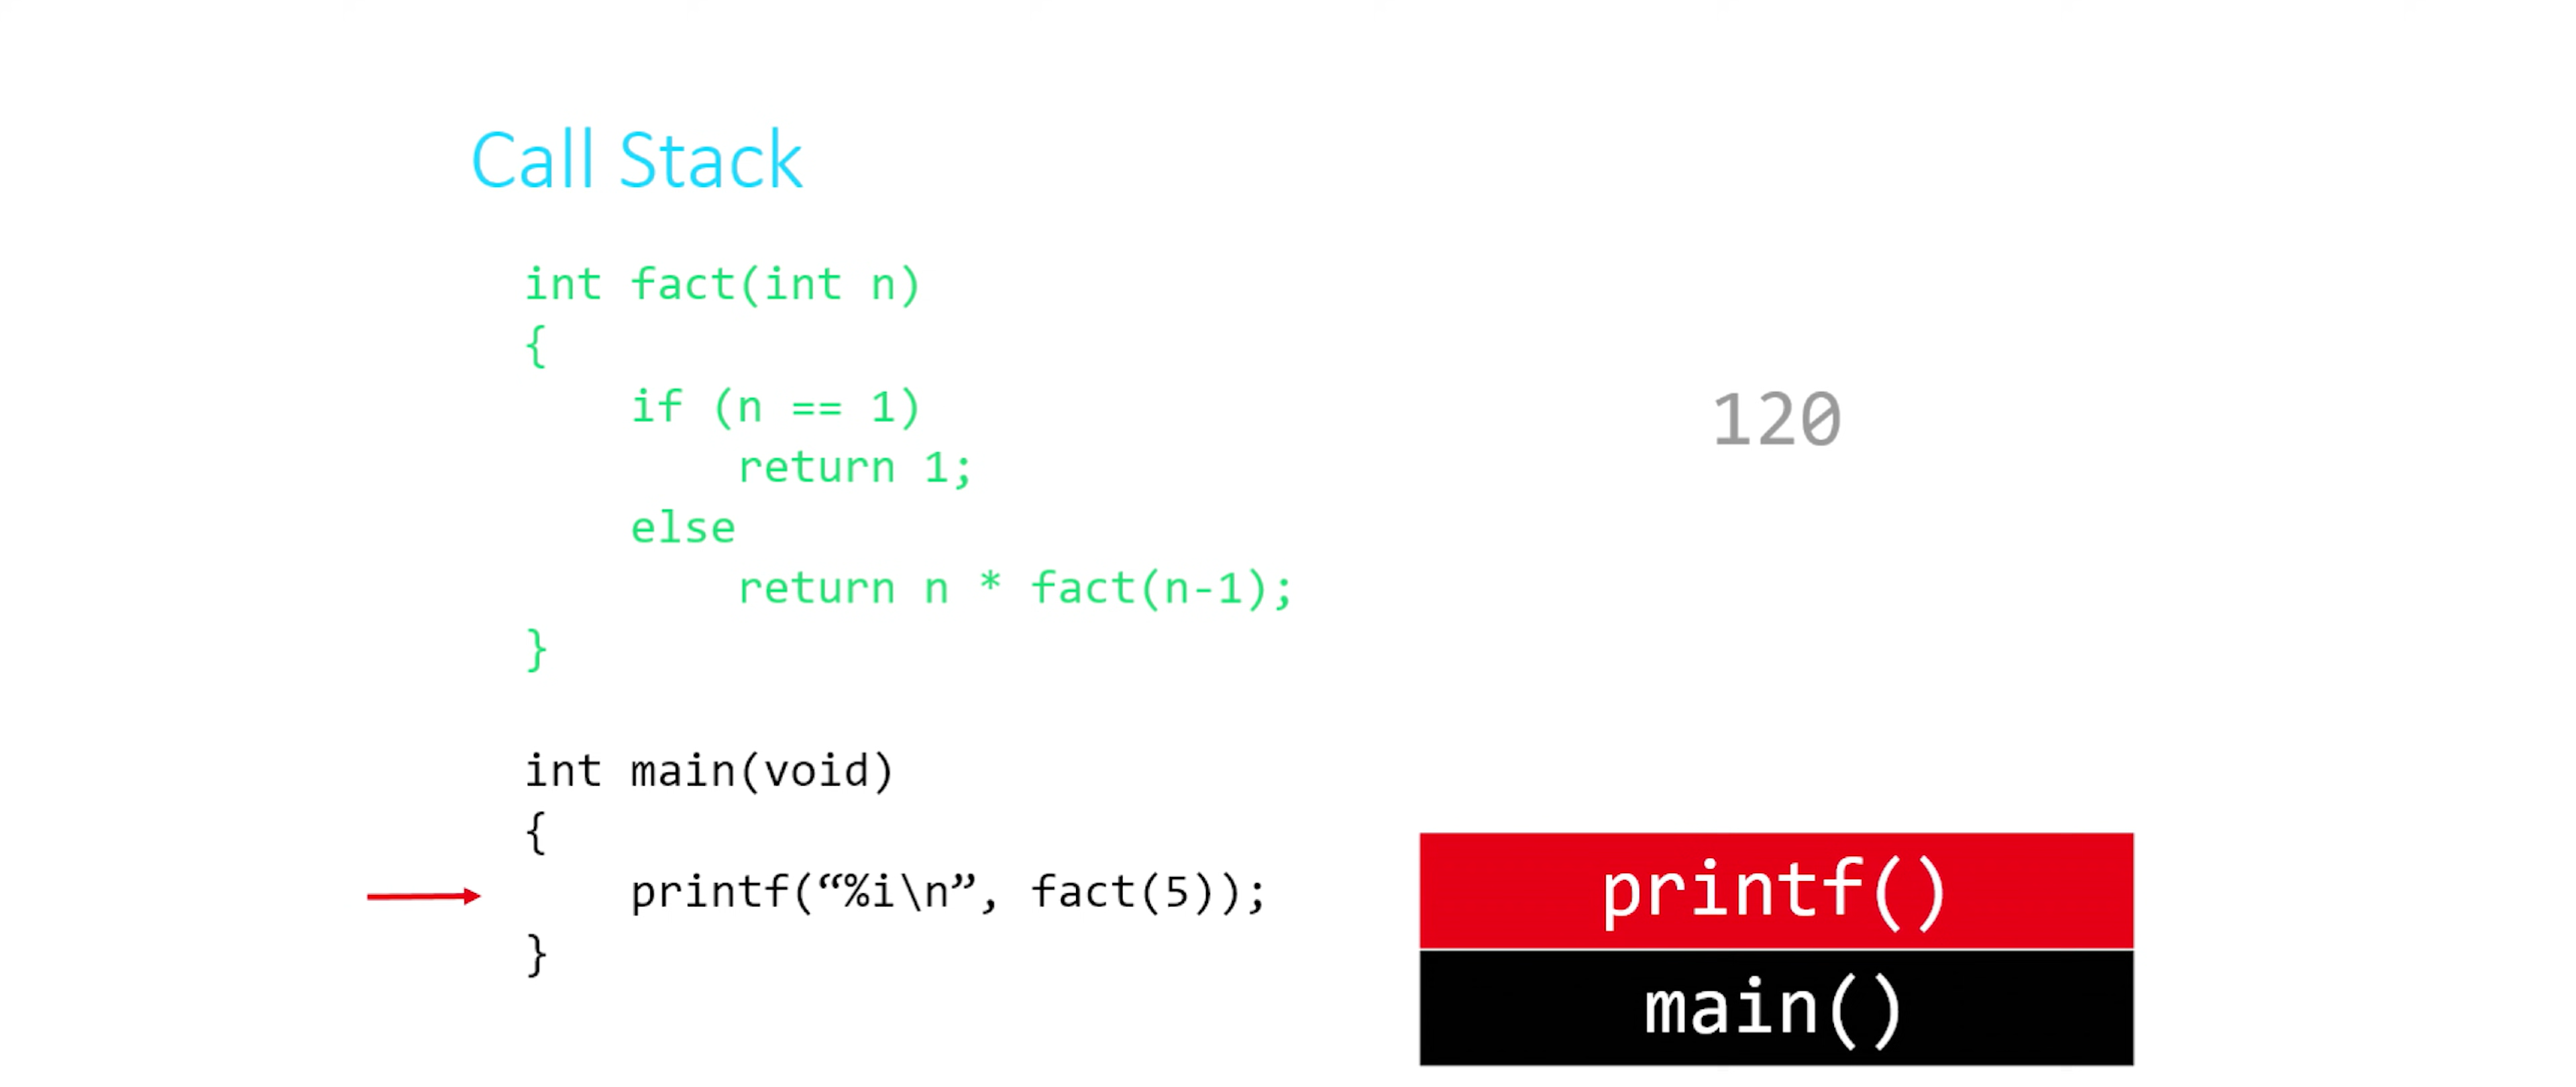 Call Stack
int fact(int n)
{
if (n == 1)
return 1;
else
return n * fact(n-1);
}
int main(void)
{
printf(“%i\n”, fact(5));
}
120
printf()
main()